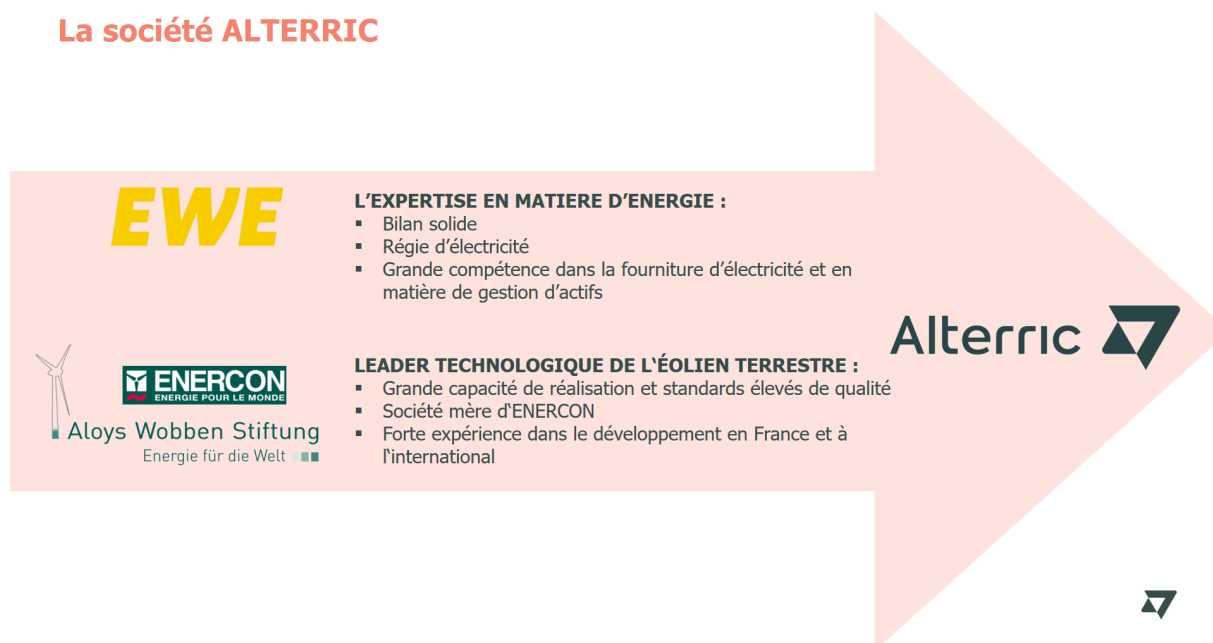 La société ALTERRIC
EWE
L’EXPERTISE EN MATIERE D’ENERGIE :
▪ Bilan solide
▪ Régie d’électricité
▪ Grande compétence dans la fourniture d’électricité et en
matière de gestion d’actifs
Alterric
ENERCON
ENERGIE POUR LE MONDE
Aloys Wobben Stiftung
Energie für die Welt
LEADER TECHNOLOGIQUE DE L‘ÉOLIEN TERRESTRE :
▪ Grande capacité de réalisation et standards élevés de qualité
▪ Société mère d‘ENERCON
▪ Forte expérience dans le développement en France et à
l‘international